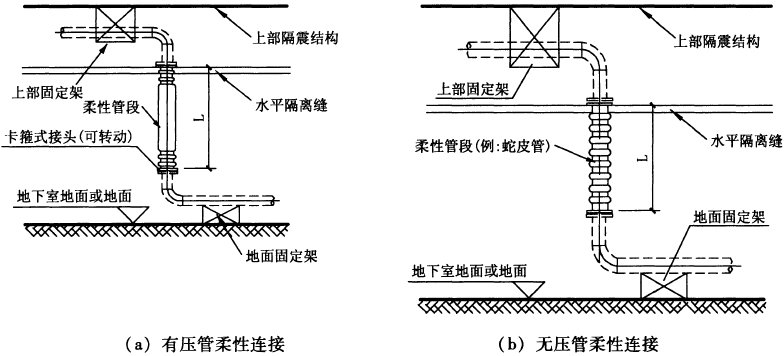 上部隔震结构
上部固定架
水平隔离缝
柔性管段
L
卡箍式接头(可转动)
地下室地面或地面
地面固定架
(a) 有压管柔性连接
上部隔震结构
上部固定架
水平隔离缝
柔性管段(例:蛇皮管)
L
地面固定架
地下室地面或地面
(b) 无压管柔性连接